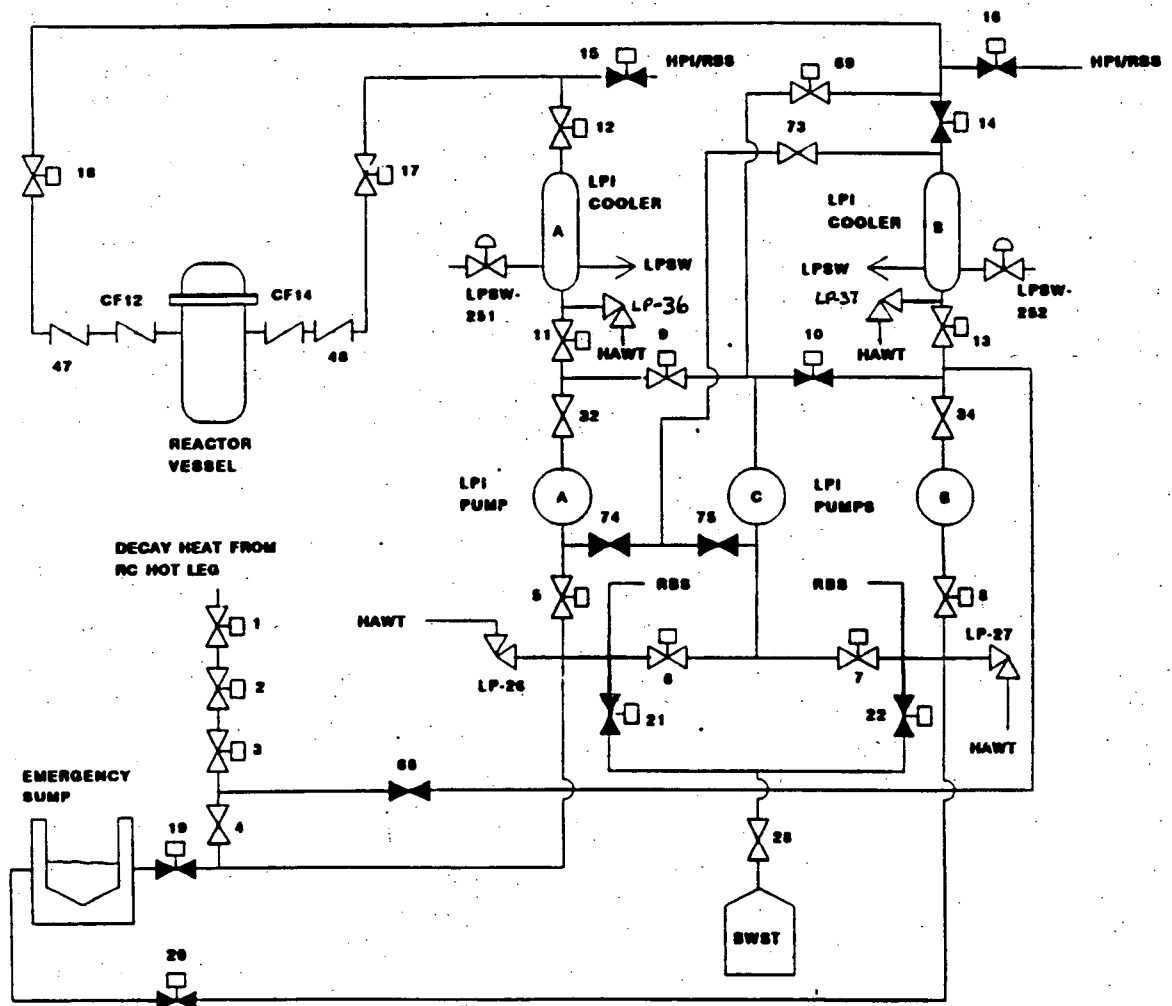 16
15
HPI/RBS
69
HPI/RBS
12
73
14
18
17
LPI
COOLER
LPI
COOLER
A
B
LPSW
LPSW
CF12
CF14
LPSW-
251
LP-36
LP-37
LPSW-
252
11
9
10
13
HAWT
HAWT
47
48
32
34
REACTOR
VESSEL
LPI
PUMP
A
C
LPI
PUMPS
B
74
75
DECAY HEAT FROM
RC HOT LEG
5
RBS
RBS
8
1
HAWT
LP-27
LP-26
6
7
2
21
22
3
HAWT
EMERGENCY
SUMP
4
19
28
BWST